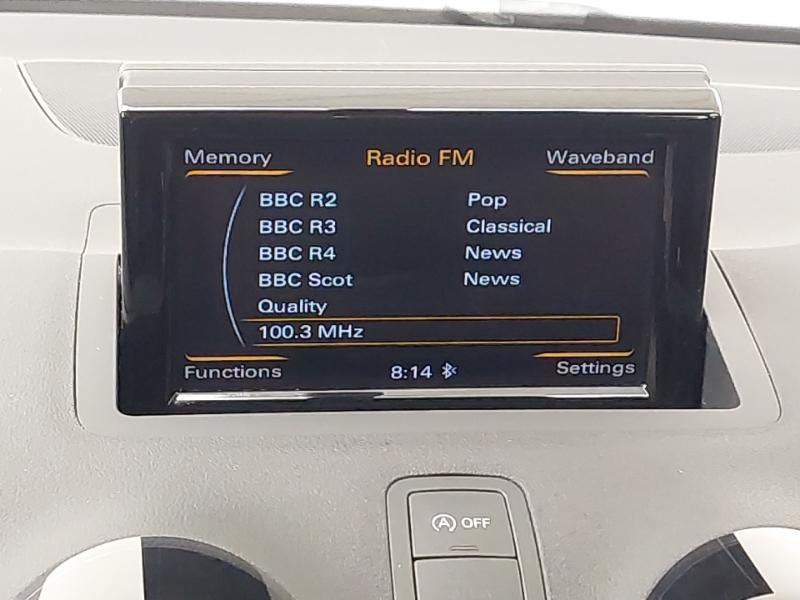 Memory Radio FM Waveband
BBC R2 Pop
BBC R3 Classical
BBC R4 News
BBC Scot News
Quality
100.3 MHz
Functions 8:14 Settings
A OFF